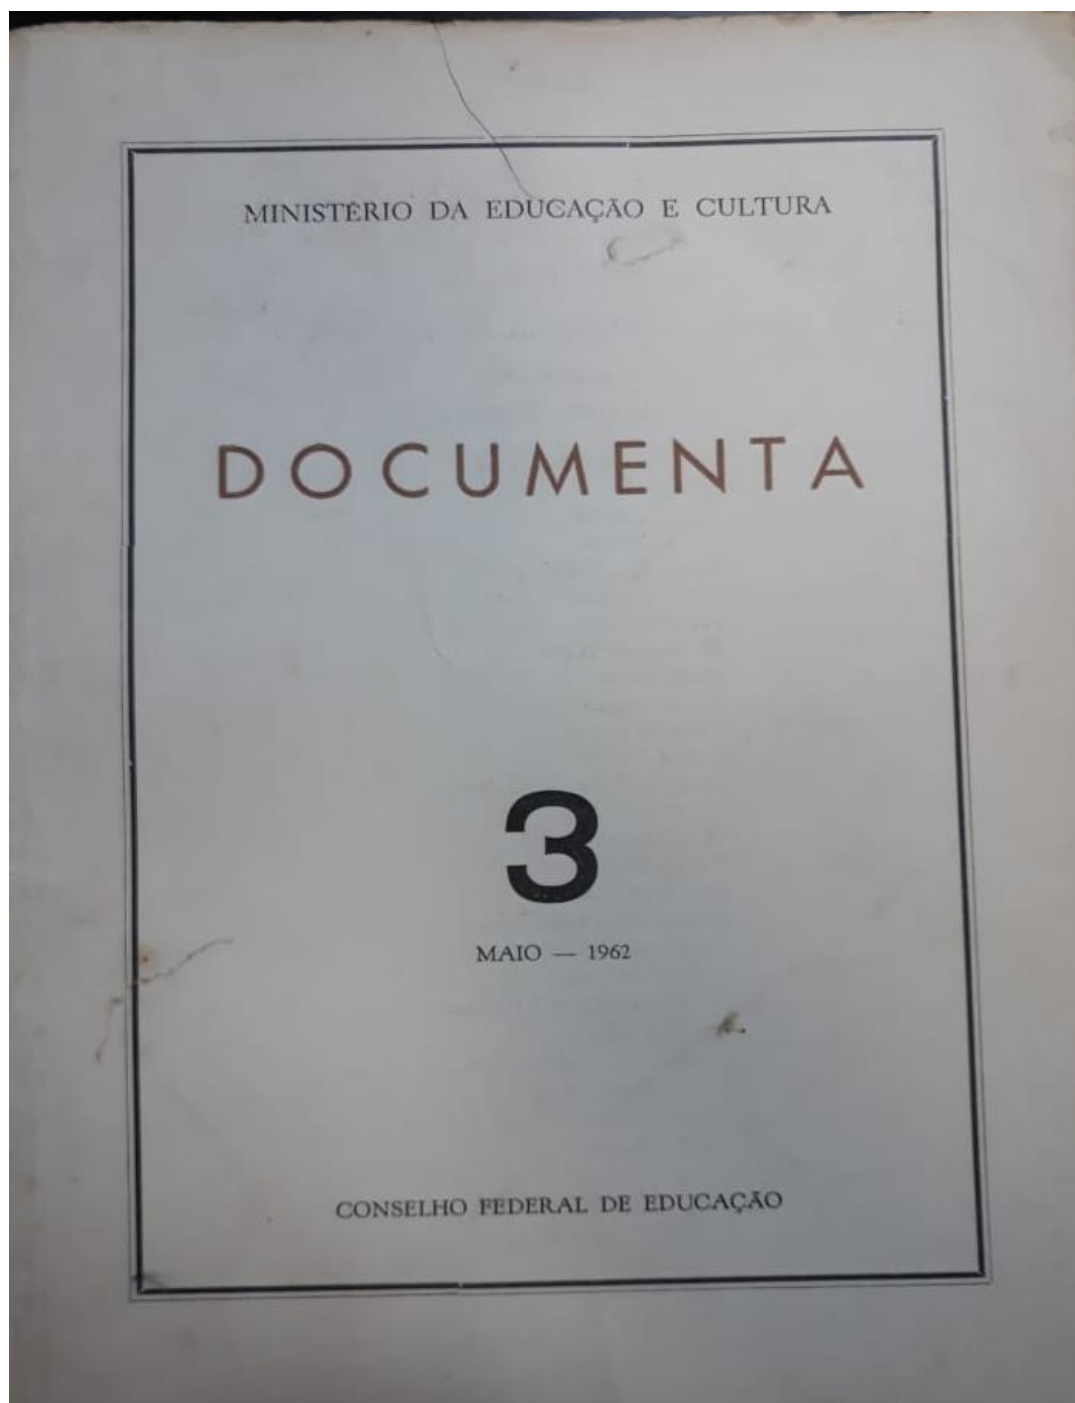 MINISTÉRIO DA EDUCAÇÃO E CULTURA
DOCUMENTA
3
MAIO — 1962
CONSELHO FEDERAL DE EDUCAÇÃO